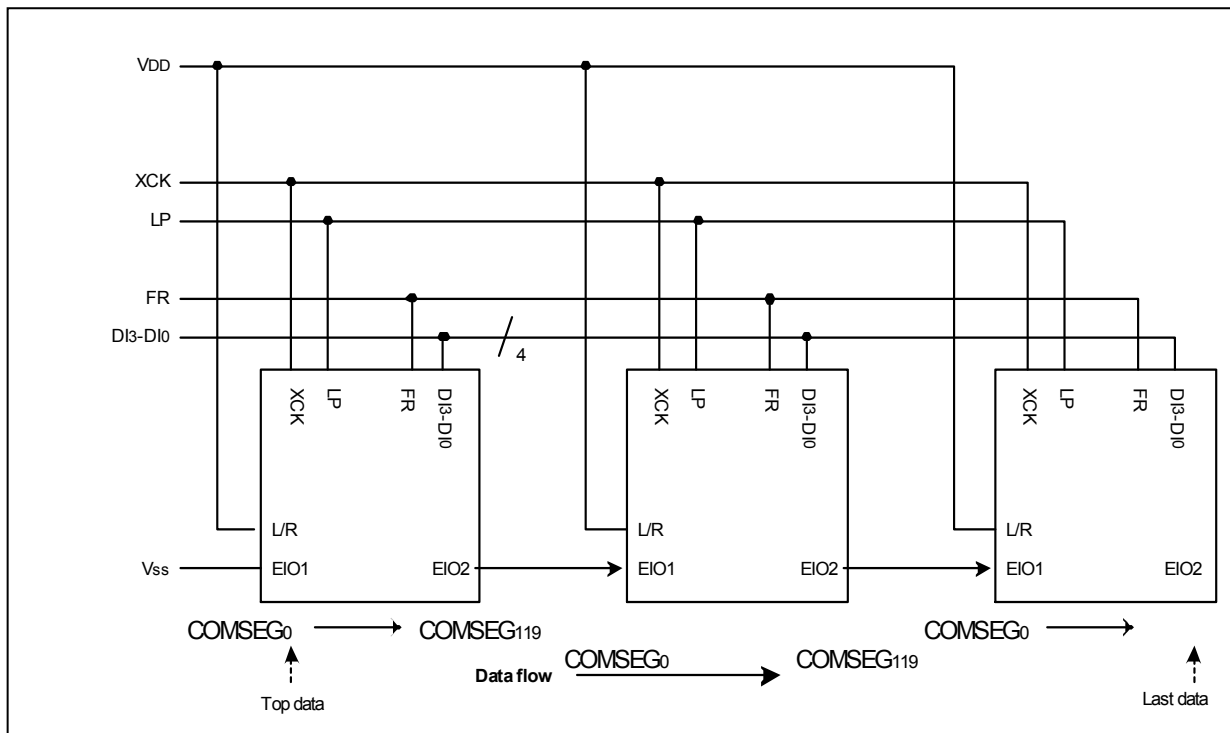 VDD
XCK
LP
FR
DI3-DI0
4
XCK LP FR DI3-DI0
XCK LP FR DI3-DI0
XCK LP FR DI3-DI0
L/R
L/R
L/R
Vss
EIO1 EIO2
EIO1 EIO2
EIO1 EIO2
COMSEG0 COMSEG119
COMSEG0
Data flow COMSEG0 COMSEG119
Top data
Last data